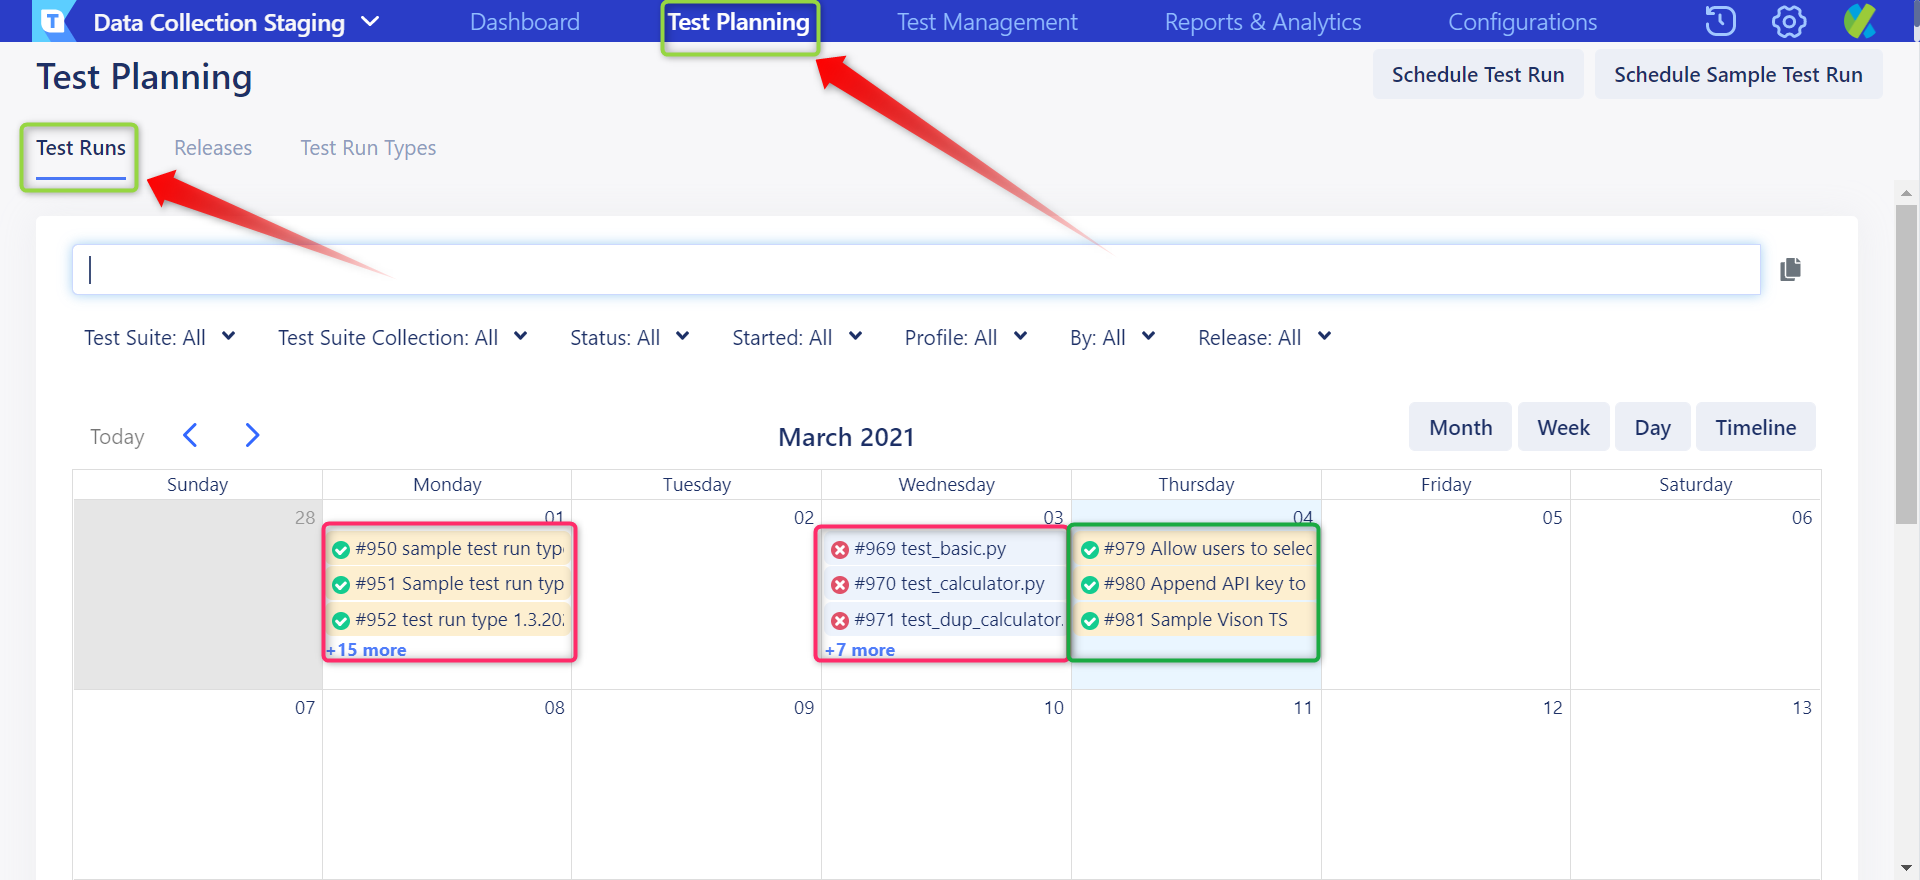 T Data Collection Staging Dashboard Test Planning Test Management Reports & Analytics Configurations
Test Planning Schedule Test Run Schedule Sample Test Run
Test Runs Releases Test Run Types
Test Suite: All Test Suite Collection: All Status: All Started: All Profile: All By: All Release: All
Today March 2021 Month Week Day Timeline
Sunday Monday Tuesday Wednesday Thursday Friday Saturday
28 01 02 03 04 05 06
#950 sample test run typ #969 test_basic.py #979 Allow users to selec
#951 Sample test run typ #970 test_calculator.py #980 Append API key to
#952 test run type 1.3.202 #971 test_dup_calculator. #981 Sample Vison TS
+15 more +7 more
07 08 09 10 11 12 13